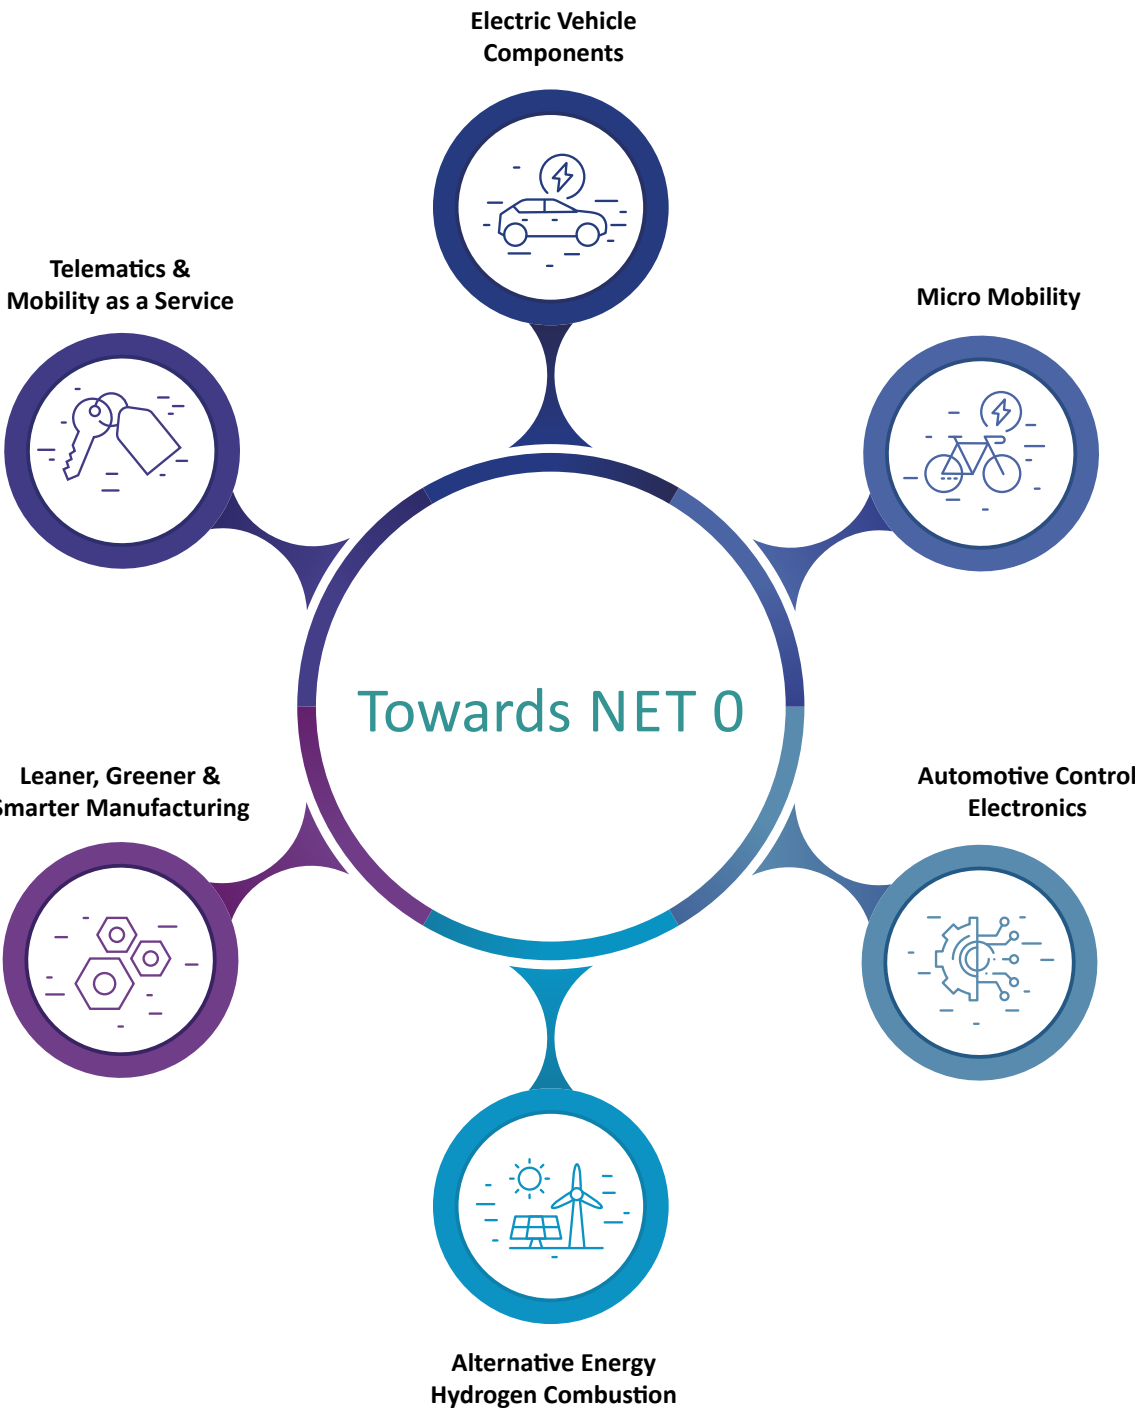 Electric Vehicle
Components
Telematics &
Mobility as a Service
Micro Mobility
Towards NET 0
Leaner, Greener &
Smarter Manufacturing
Automotive Control
Electronics
Alternative Energy
Hydrogen Combustion